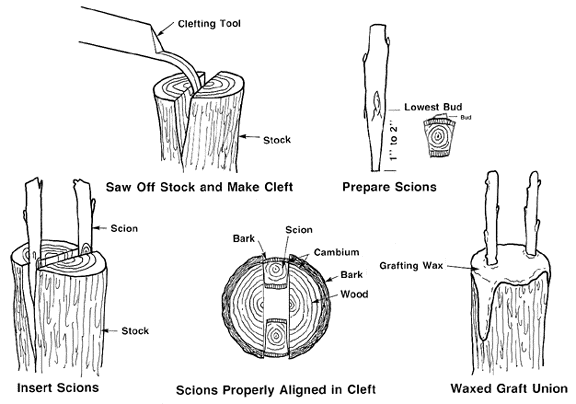 Clefting Tool
Stock
Saw Off Stock and Make Cleft
Lowest Bud
Bud
1" to 2"
Prepare Scions
Scion
Stock
Insert Scions
Bark
Scion
Cambium
Bark
Wood
Scions Properly Aligned in Cleft
Grafting Wax
Waxed Graft Union